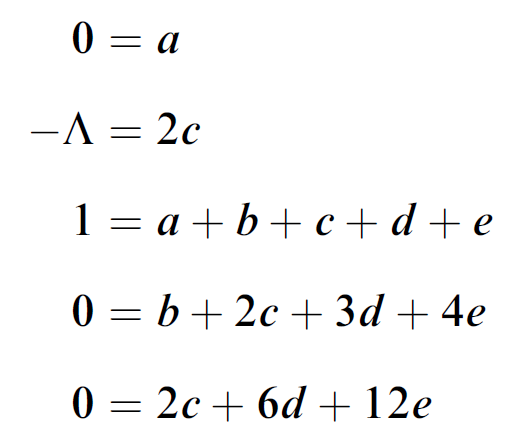 0 = a
−Λ = 2c
1 = a + b + c + d + e
0 = b + 2c + 3d + 4e
0 = 2c + 6d + 12e